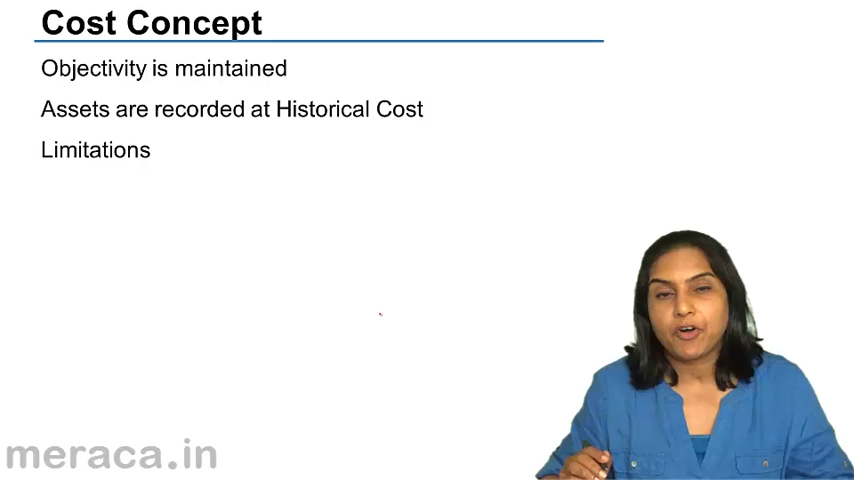 Cost Concept
Objectivity is maintained
Assets are recorded at Historical Cost
Limitations
meraca.in